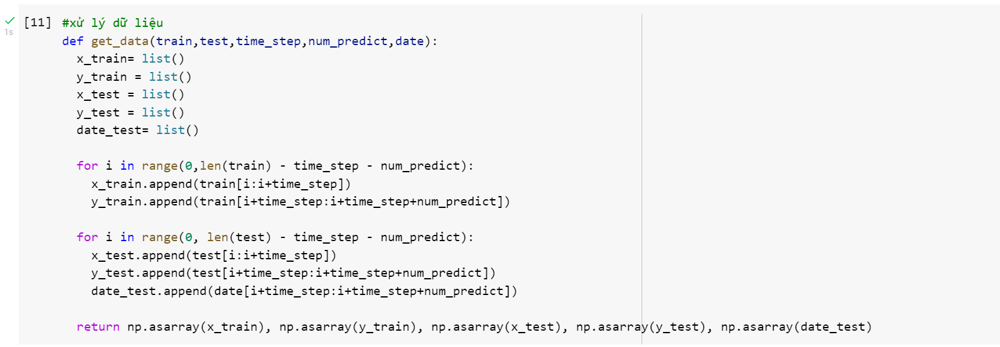 [11] #xử lý dữ liệu
1s
def get_data(train,test,time_step,num_predict,date):
  x_train= list()
  y_train = list()
  x_test = list()
  y_test = list()
  date_test= list()

  for i in range(0,len(train) - time_step - num_predict):
    x_train.append(train[i:i+time_step])
    y_train.append(train[i+time_step:i+time_step+num_predict])

  for i in range(0, len(test) - time_step - num_predict):
    x_test.append(test[i:i+time_step])
    y_test.append(test[i+time_step:i+time_step+num_predict])
    date_test.append(date[i+time_step:i+time_step+num_predict])

  return np.asarray(x_train), np.asarray(y_train), np.asarray(x_test), np.asarray(y_test), np.asarray(date_test)